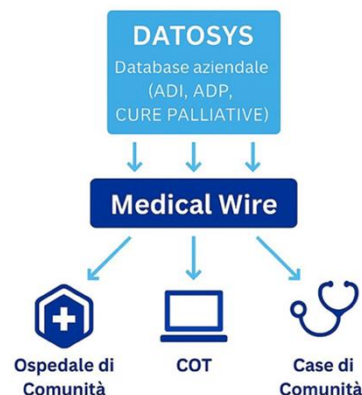 DATOSYS
Database aziendale
(ADI, ADP,
CURE PALLIATIVE)
Medical Wire
Ospedale di
Comunità
COT
Case di
Comunità